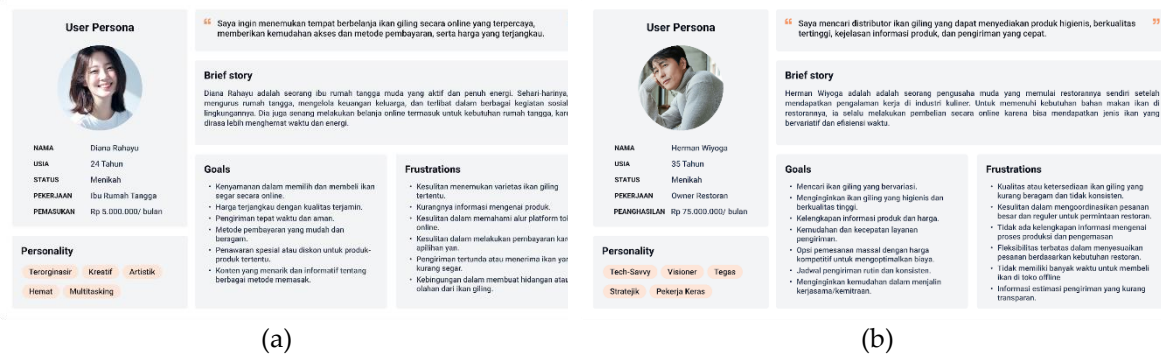 User Persona
“ Saya ingin menemukan tempat berbelanja ikan giling secara online yang terpercaya,
memberikan kemudahan akses dan metode pembayaran, serta harga yang terjangkau.
Brief story
Diana Rahayu adalah seorang ibu rumah tangga muda yang aktif dan penuh energi. Sehari-harinya,
mengurus rumah tangga, mengelola keuangan keluarga, dan terlibat dalam berbagai kegiatan sosial
lingkungannya. Dia juga senang melakukan belanja online termasuk untuk kebutuhan rumah tangga, kare
dirasa lebih menghemat waktu dan energi.
NAMA Diana Rahayu
USIA 24 Tahun
STATUS Menikah
PEKERJAAN Ibu Rumah Tangga
PEMASUKAN Rp 5.000.000/ bulan
Personality
Terorginasir Kreatif Artistik
Hemat Multitasking
Goals
• Kenyamanan dalam memilih dan membeli ikan
segar secara online.
• Harga terjangkau dengan kualitas terjamin.
• Pengiriman tepat waktu dan aman.
• Metode pembayaran yang mudah dan
beragam.
• Penawaran spesial atau diskon untuk produk-
produk tertentu.
• Konten yang menarik dan informatif tentang
berbagai metode memasak.
Frustrations
• Kesulitan menemukan varietas ikan giling
tertentu.
• Kurangnya informasi mengenai produk.
• Kesulitan dalam memahami alur platform tok
online.
• Kesulitan dalam melakukan pembayaran kare
apilihan yan.
• Pengiriman tertunda atau menerima ikan yan
kurang segar.
• Kebingungan dalam membuat hidangan atau
olahan dari ikan giling.
(a)
User Persona
“ Saya mencari distributor ikan giling yang dapat menyediakan produk higienis, berkualitas ”
tertinggi, kejelasan informasi produk, dan pengiriman yang cepat.
Brief story
Herman Wiyoga adalah adalah seorang pengusaha muda yang memulai restorannya sendiri setelah
mendapatkan pengalaman kerja di industri kuliner. Untuk memenuhi kebutuhan bahan makan ikan di
restorannya, ia selalu melakukan pembelian secara online karena bisa mendapatkan jenis ikan yang
bervariatif dan efisiensi waktu.
NAMA Herman Wiyoga
USIA 35 Tahun
STATUS Menikah
PEKERJAAN Owner Restoran
PEANGHASILAN Rp 75.000.000/ bulan
Personality
Tech-Savvy Visioner Tegas
Stratejik Pekerja Keras
Goals
• Mencari ikan giling yang bervariasi.
• Menginginkan ikan giling yang higienis dan
berkualitas tinggi.
• Kelengkapan informasi produk dan harga.
• Kemudahan dan kecepatan layanan
pengiriman.
• Opsi pemesanan massal dengan harga
kompetitif untuk mengoptimalkan biaya.
• Jadwal pengiriman rutin dan konsisten.
• Menginginkan kemudahan dalam menjalin
kerjasama/kemitraan.
Frustrations
• Kualitas atau ketersediaan ikan giling yang
kurang beragam dan tidak konsisten.
• Kesulitan dalam mengoordinasikan pesanan
besar dan reguler untuk permintaan restoran.
• Tidak ada kelengkapan informasi mengenai
proses produksi dan pengemasan
• Fleksibilitas terbatas dalam menyesuaikan
pesanan berdasarkan kebutuhan restoran.
• Tidak memiliki banyak waktu untuk membeli
ikan di toko offline
• Informasi estimasi pengiriman yang kurang
transparan.
(b)